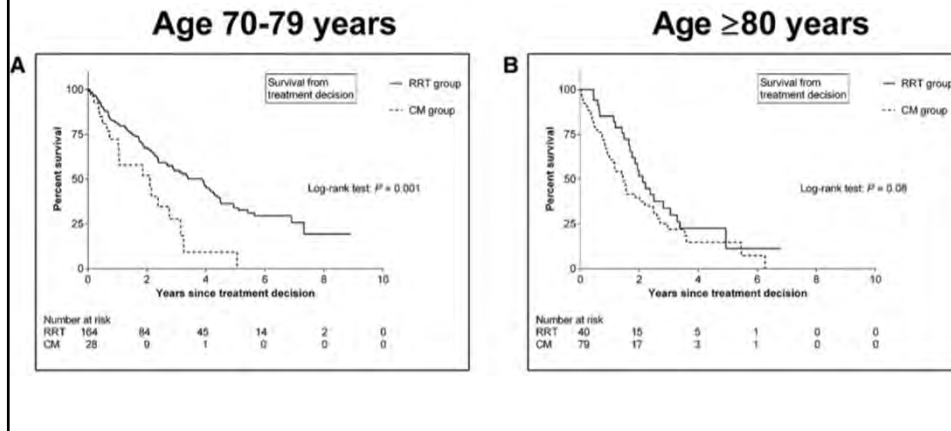 Age 70-79 years
A
Survival from
treatment decision
RRT group
CM group
Percent survival
100
75
50
25
0
Log-rank test: P = 0.001
0 2 4 6 8 10
Years since treatment decision
Number at risk
RRT 164 84 45 14 2 0
CM 28 9 1 0 0 0
Age ≥80 years
B
Survival from
treatment decision
RRT group
CM group
Percent survival
100
75
50
25
0
Log-rank test: P = 0.08
0 2 4 6 8 10
Years since treatment decision
Number at risk
RRT 40 15 5 1 0 0
CM 79 17 3 1 0 0